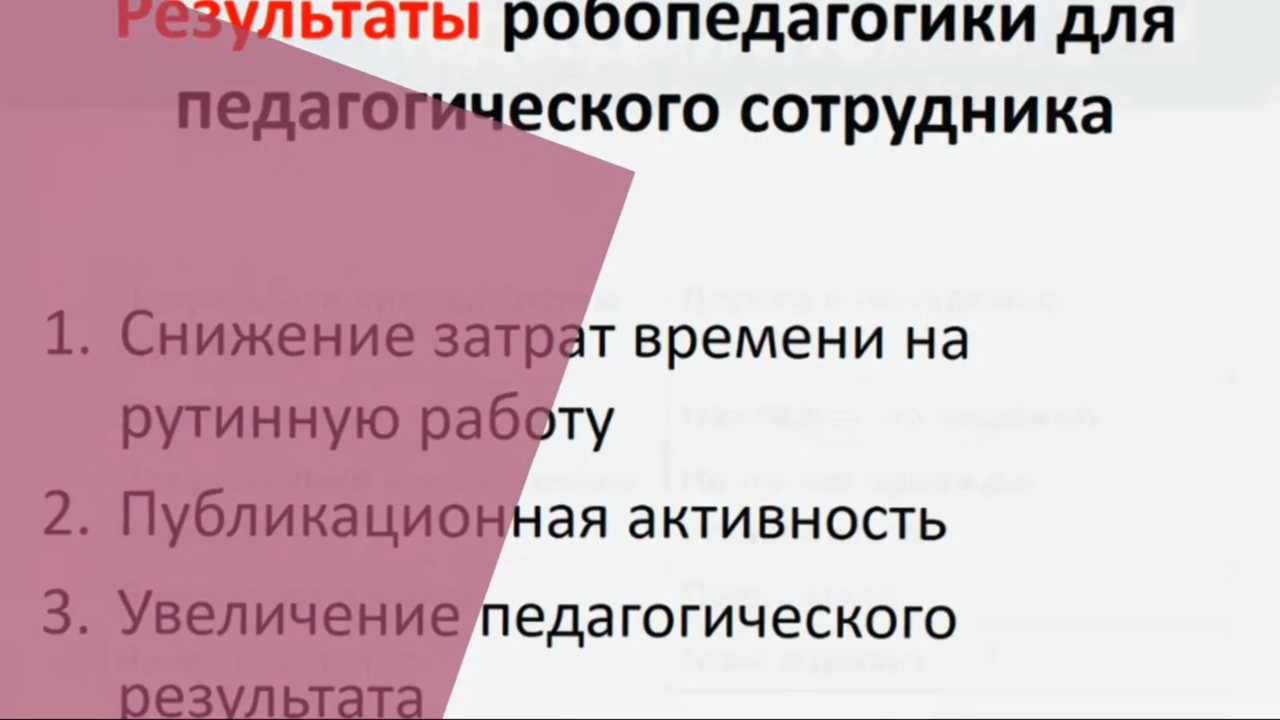 Результаты робопедагогики для
педагогического сотрудника
1. Снижение затрат времени на
рутинную работу
2. Публикационная активность
3. Увеличение педагогического
результата